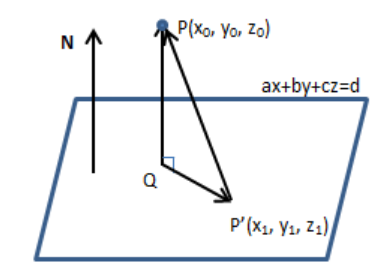 N
P(x₀, y₀, z₀)
ax+by+cz=d
Q
P'(x₁, y₁, z₁)